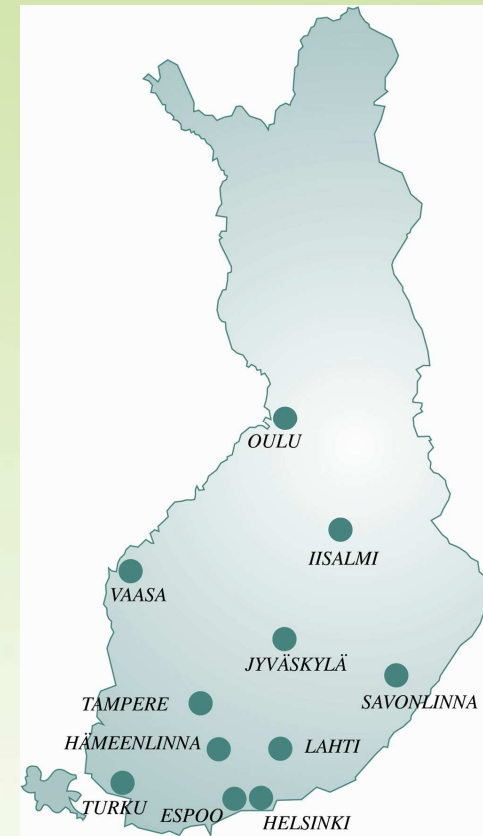 OULU
IISALMI
VAASA
JYVÄSKYLÄ
SAVONLINNA
TAMPERE
HÄMEENLINNA
LAHTI
TURKU
ESPOO
HELSINKI